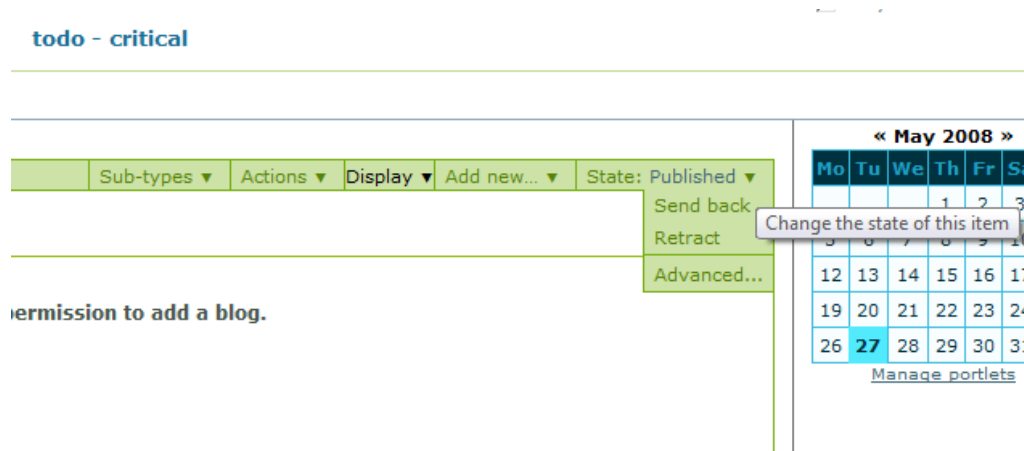 todo - critical
« May 2008 »
Sub-types ▼ Actions ▼ Display ▼ Add new... ▼ State: Published ▼
Mo Tu We Th Fr
1 2 3
Send back
Change the state of this item
Retract
Advanced...
12 13 14 15 16
19 20 21 22 23
permission to add a blog.
26 27 28 29 30
Manage portlets